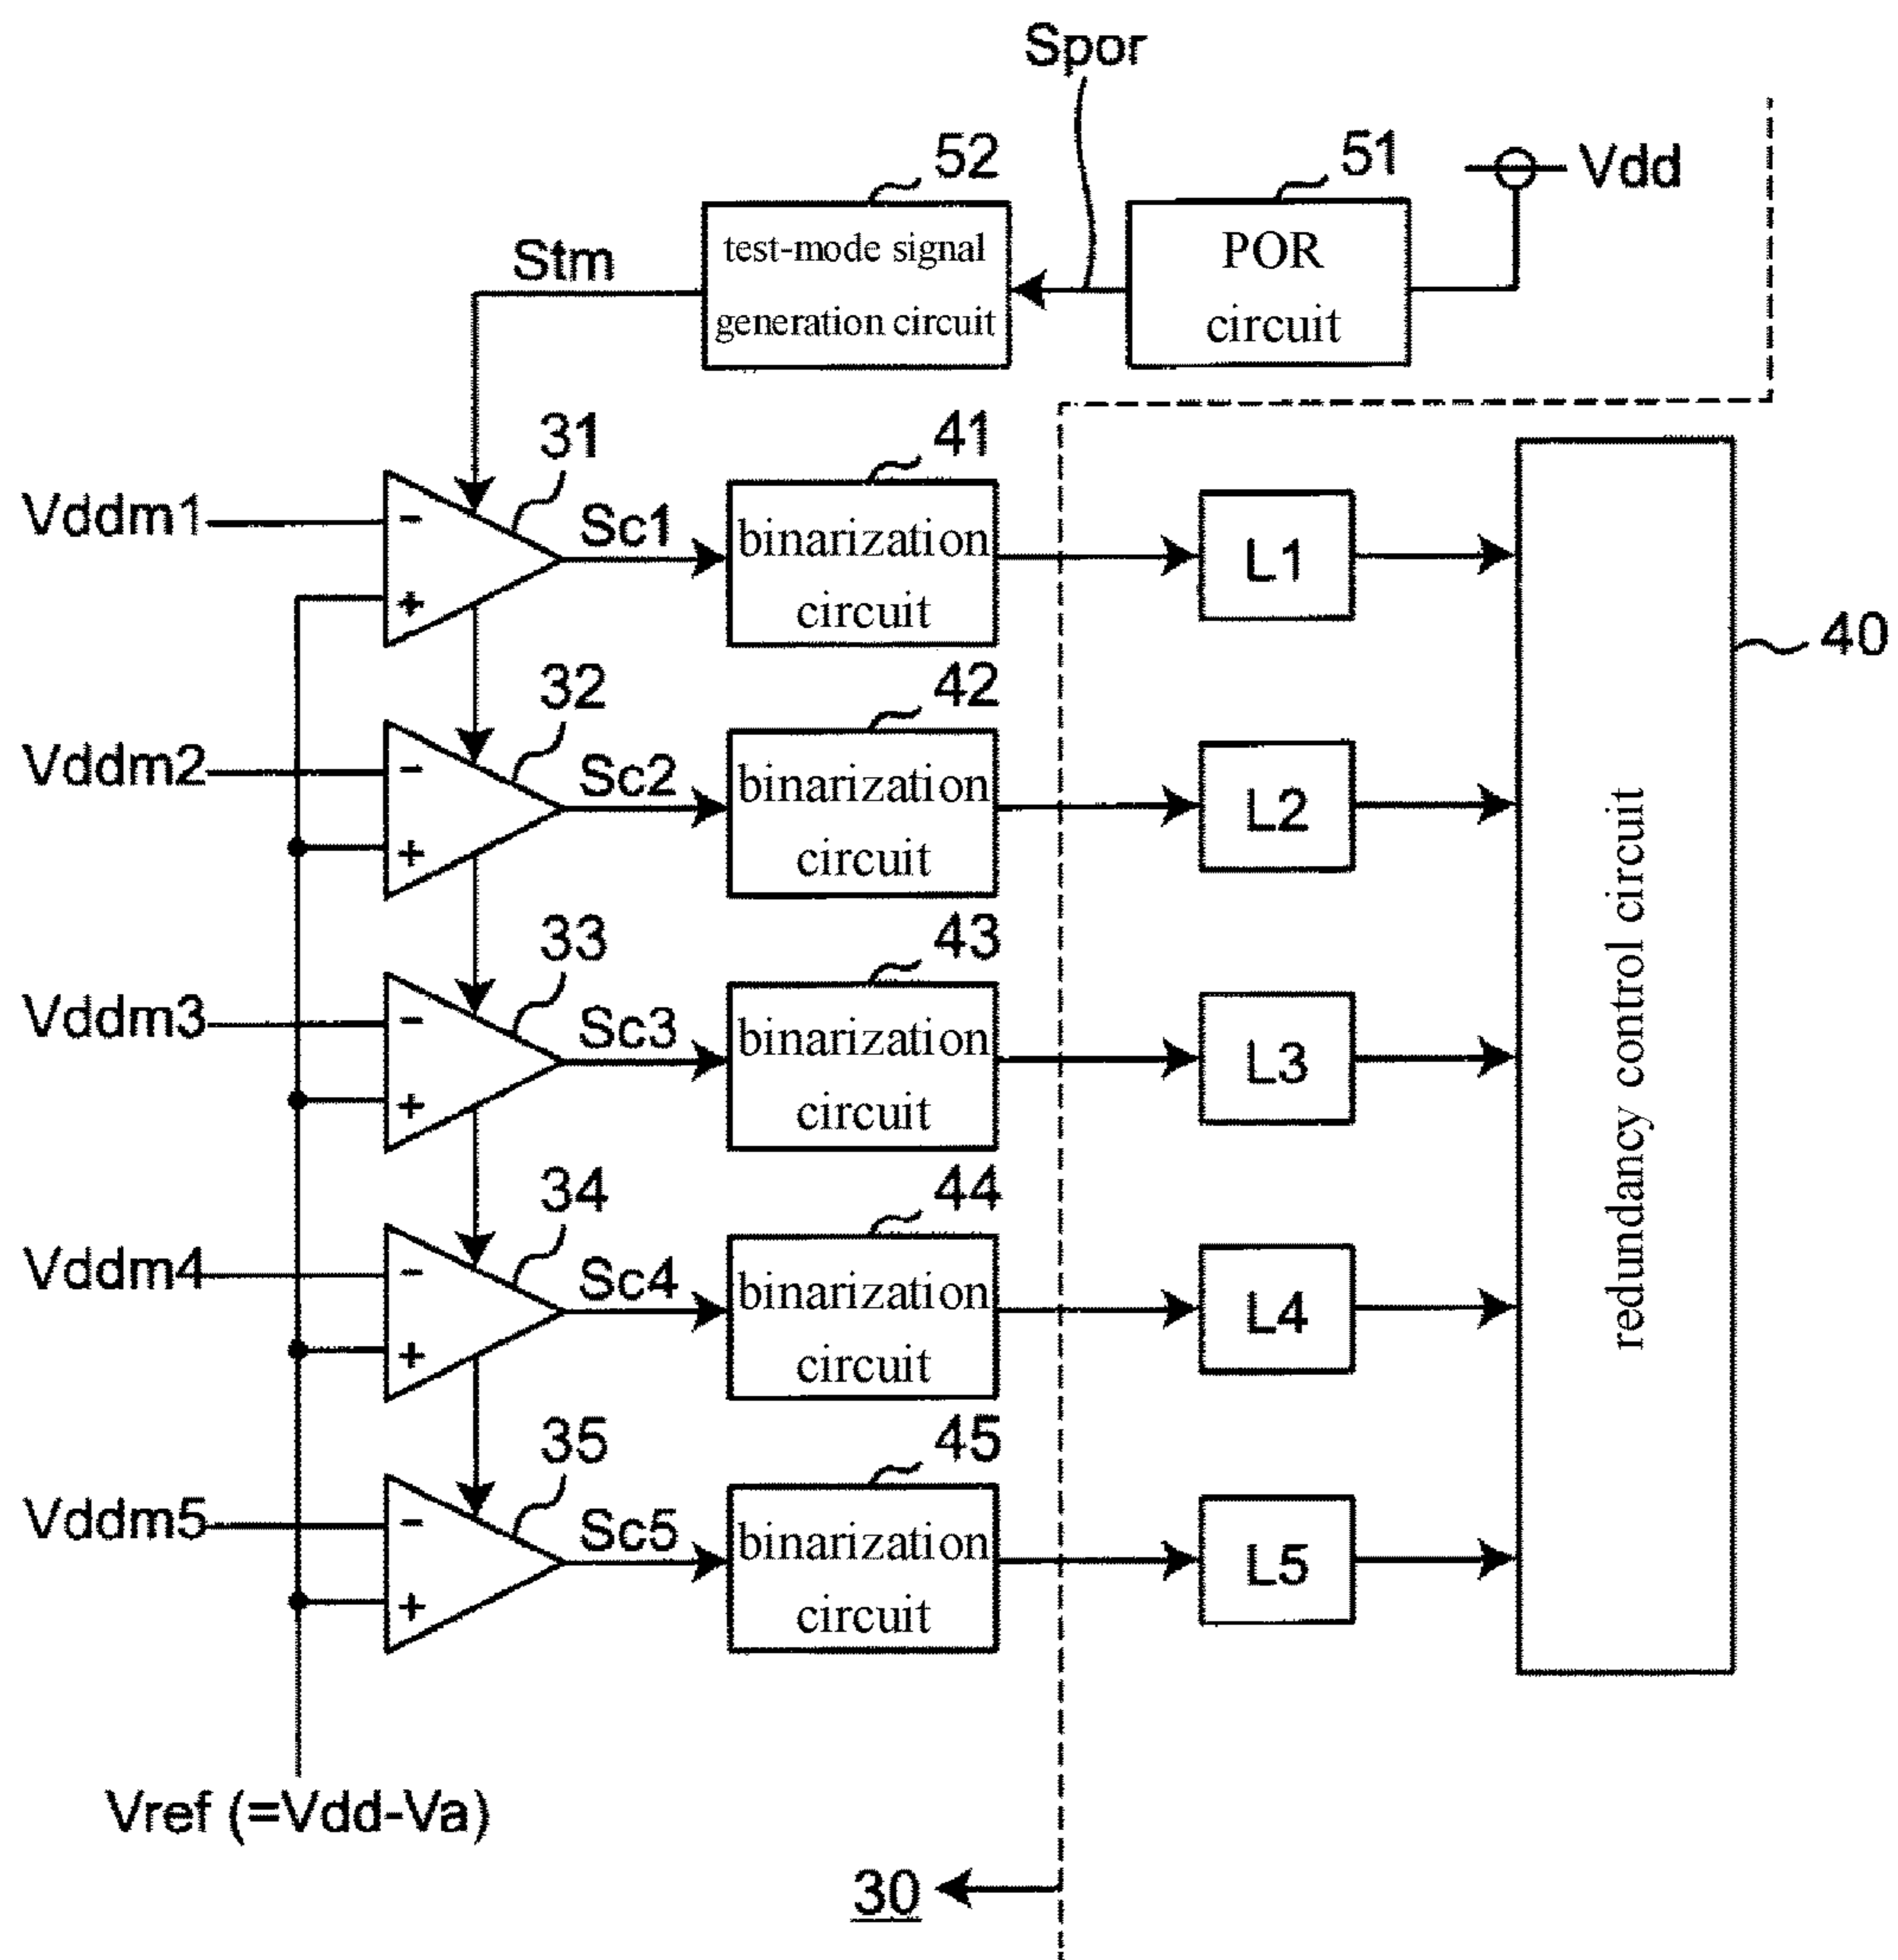 Spor
52
51
Vdd
test-mode signal
generation circuit
POR
circuit
Stm
31
41
Vddm1
-
+
Sc1
binarization
circuit
L1
40
32
42
Vddm2
-
+
Sc2
binarization
circuit
L2
redundancy control circuit
33
43
Vddm3
-
+
Sc3
binarization
circuit
L3
34
44
Vddm4
-
+
Sc4
binarization
circuit
L4
35
45
Vddm5
-
+
Sc5
binarization
circuit
L5
Vref (=Vdd-Va)
30